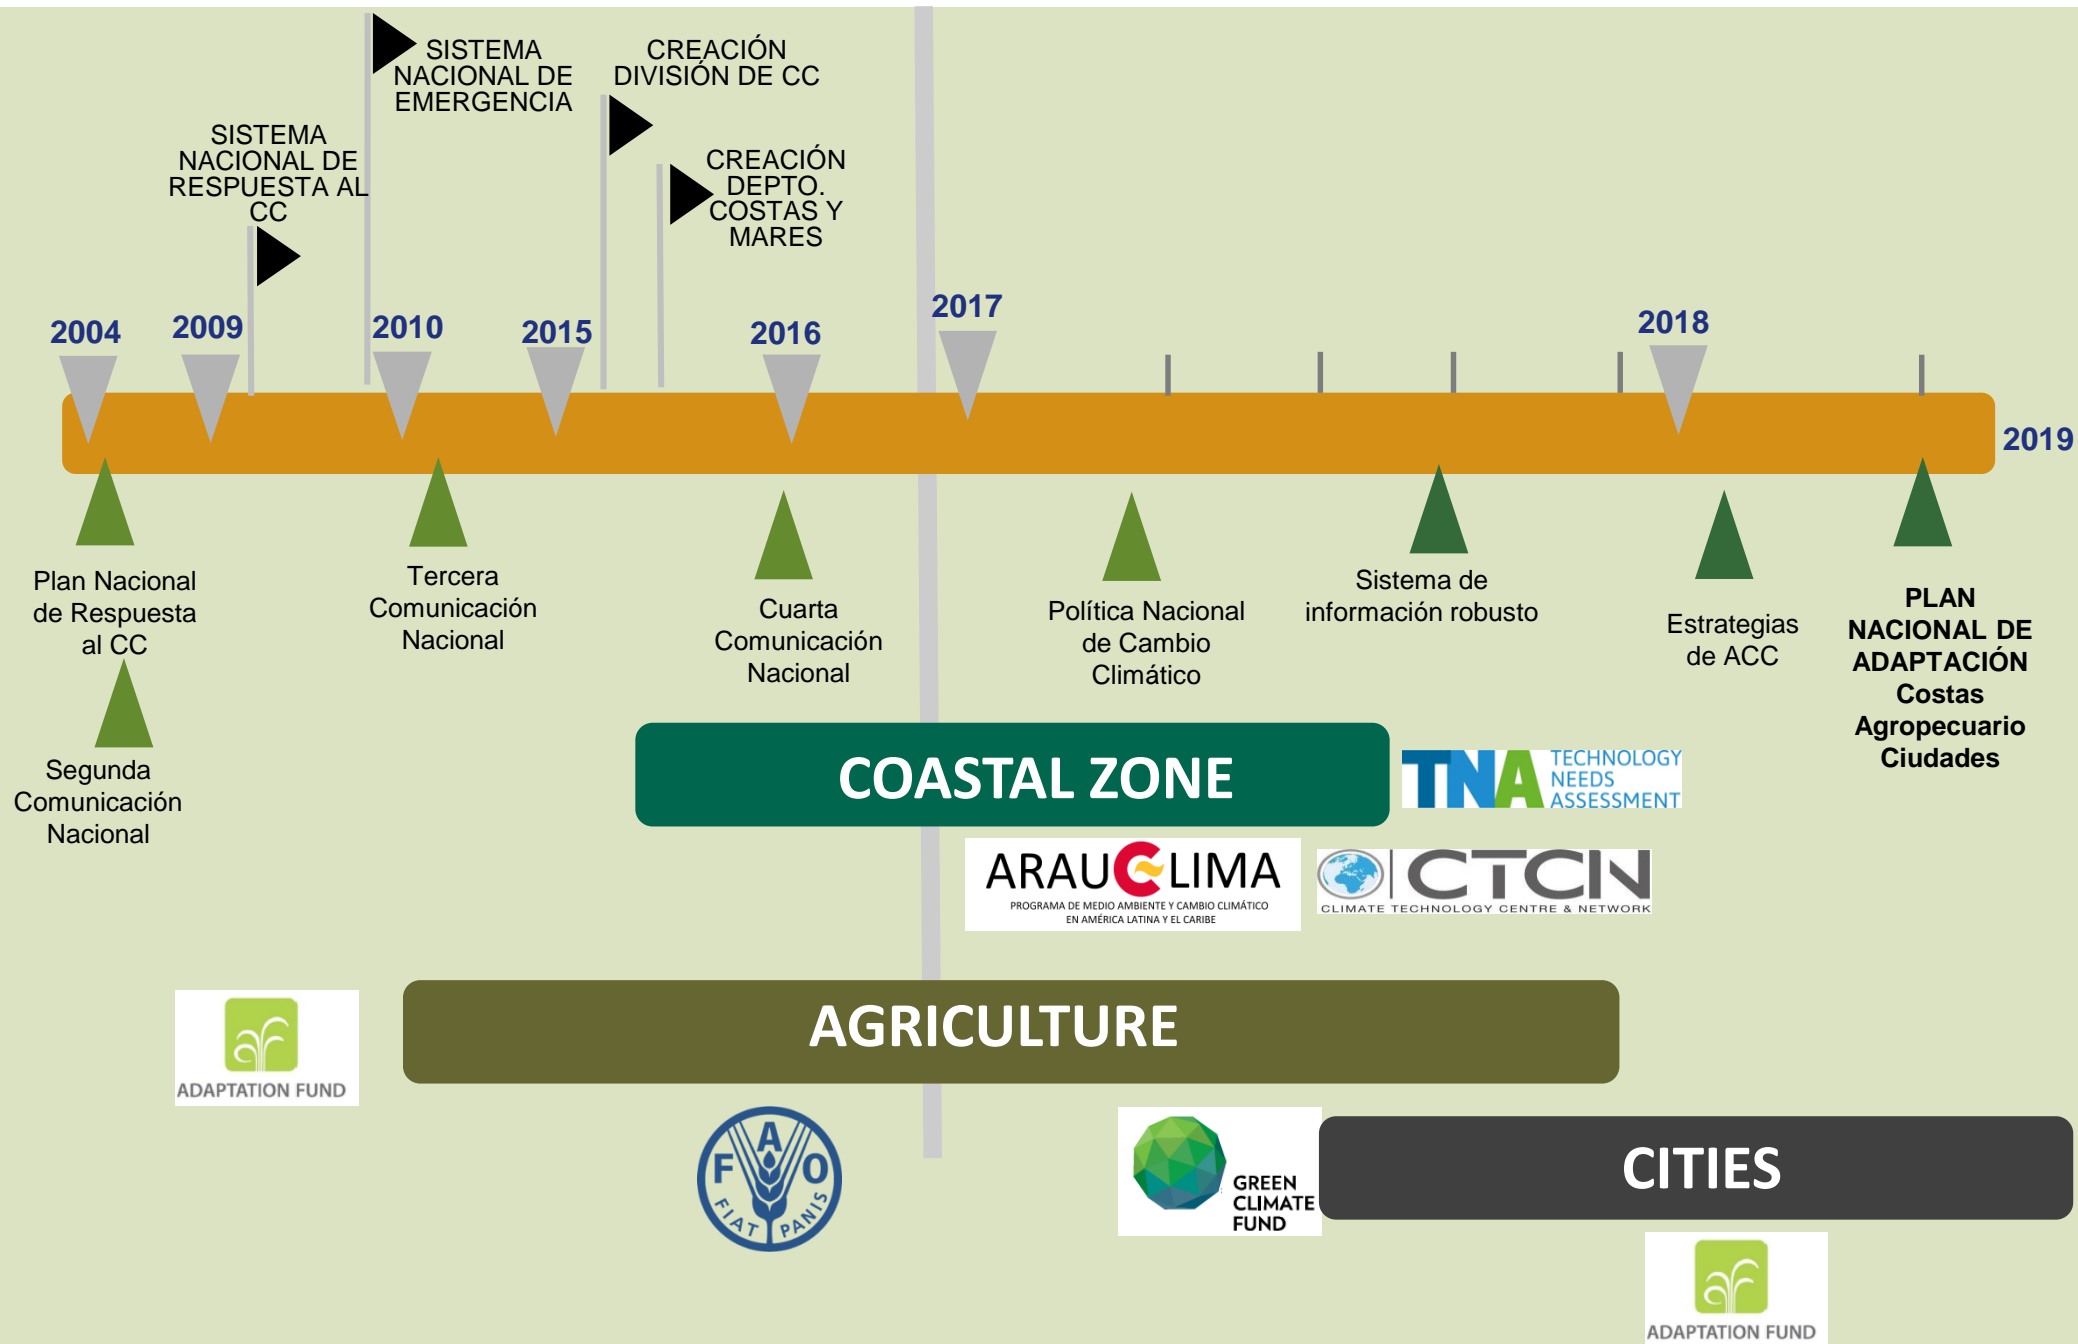 SISTEMA
NACIONAL DE
EMERGENCIA
CREACIÓN
DIVISIÓN DE CC
SISTEMA
NACIONAL DE
RESPUESTA AL
CC
CREACIÓN
DEPTO.
COSTAS Y
MARES
2004
2009
2010
2015
2016
2017
2018
2019
Plan Nacional
de Respuesta
al CC
Segunda
Comunicación
Nacional
Tercera
Comunicación
Nacional
Cuarta
Comunicación
Nacional
Política Nacional
de Cambio
Climático
Sistema de
información robusto
Estrategias
de ACC
PLAN
NACIONAL DE
ADAPTACIÓN
Costas
Agropecuario
Ciudades
COASTAL ZONE
TNA
TECHNOLOGY
NEEDS
ASSESSMENT
ARAUCLIMA
PROGRAMA DE MEDIO AMBIENTE Y CAMBIO CLIMÁTICO
EN AMÉRICA LATINA Y EL CARIBE
CTCN
CLIMATE TECHNOLOGY CENTRE & NETWORK
AGRICULTURE
ADAPTATION FUND
FAO
FIAT PANIS
GREEN
CLIMATE
FUND
CITIES
ADAPTATION FUND